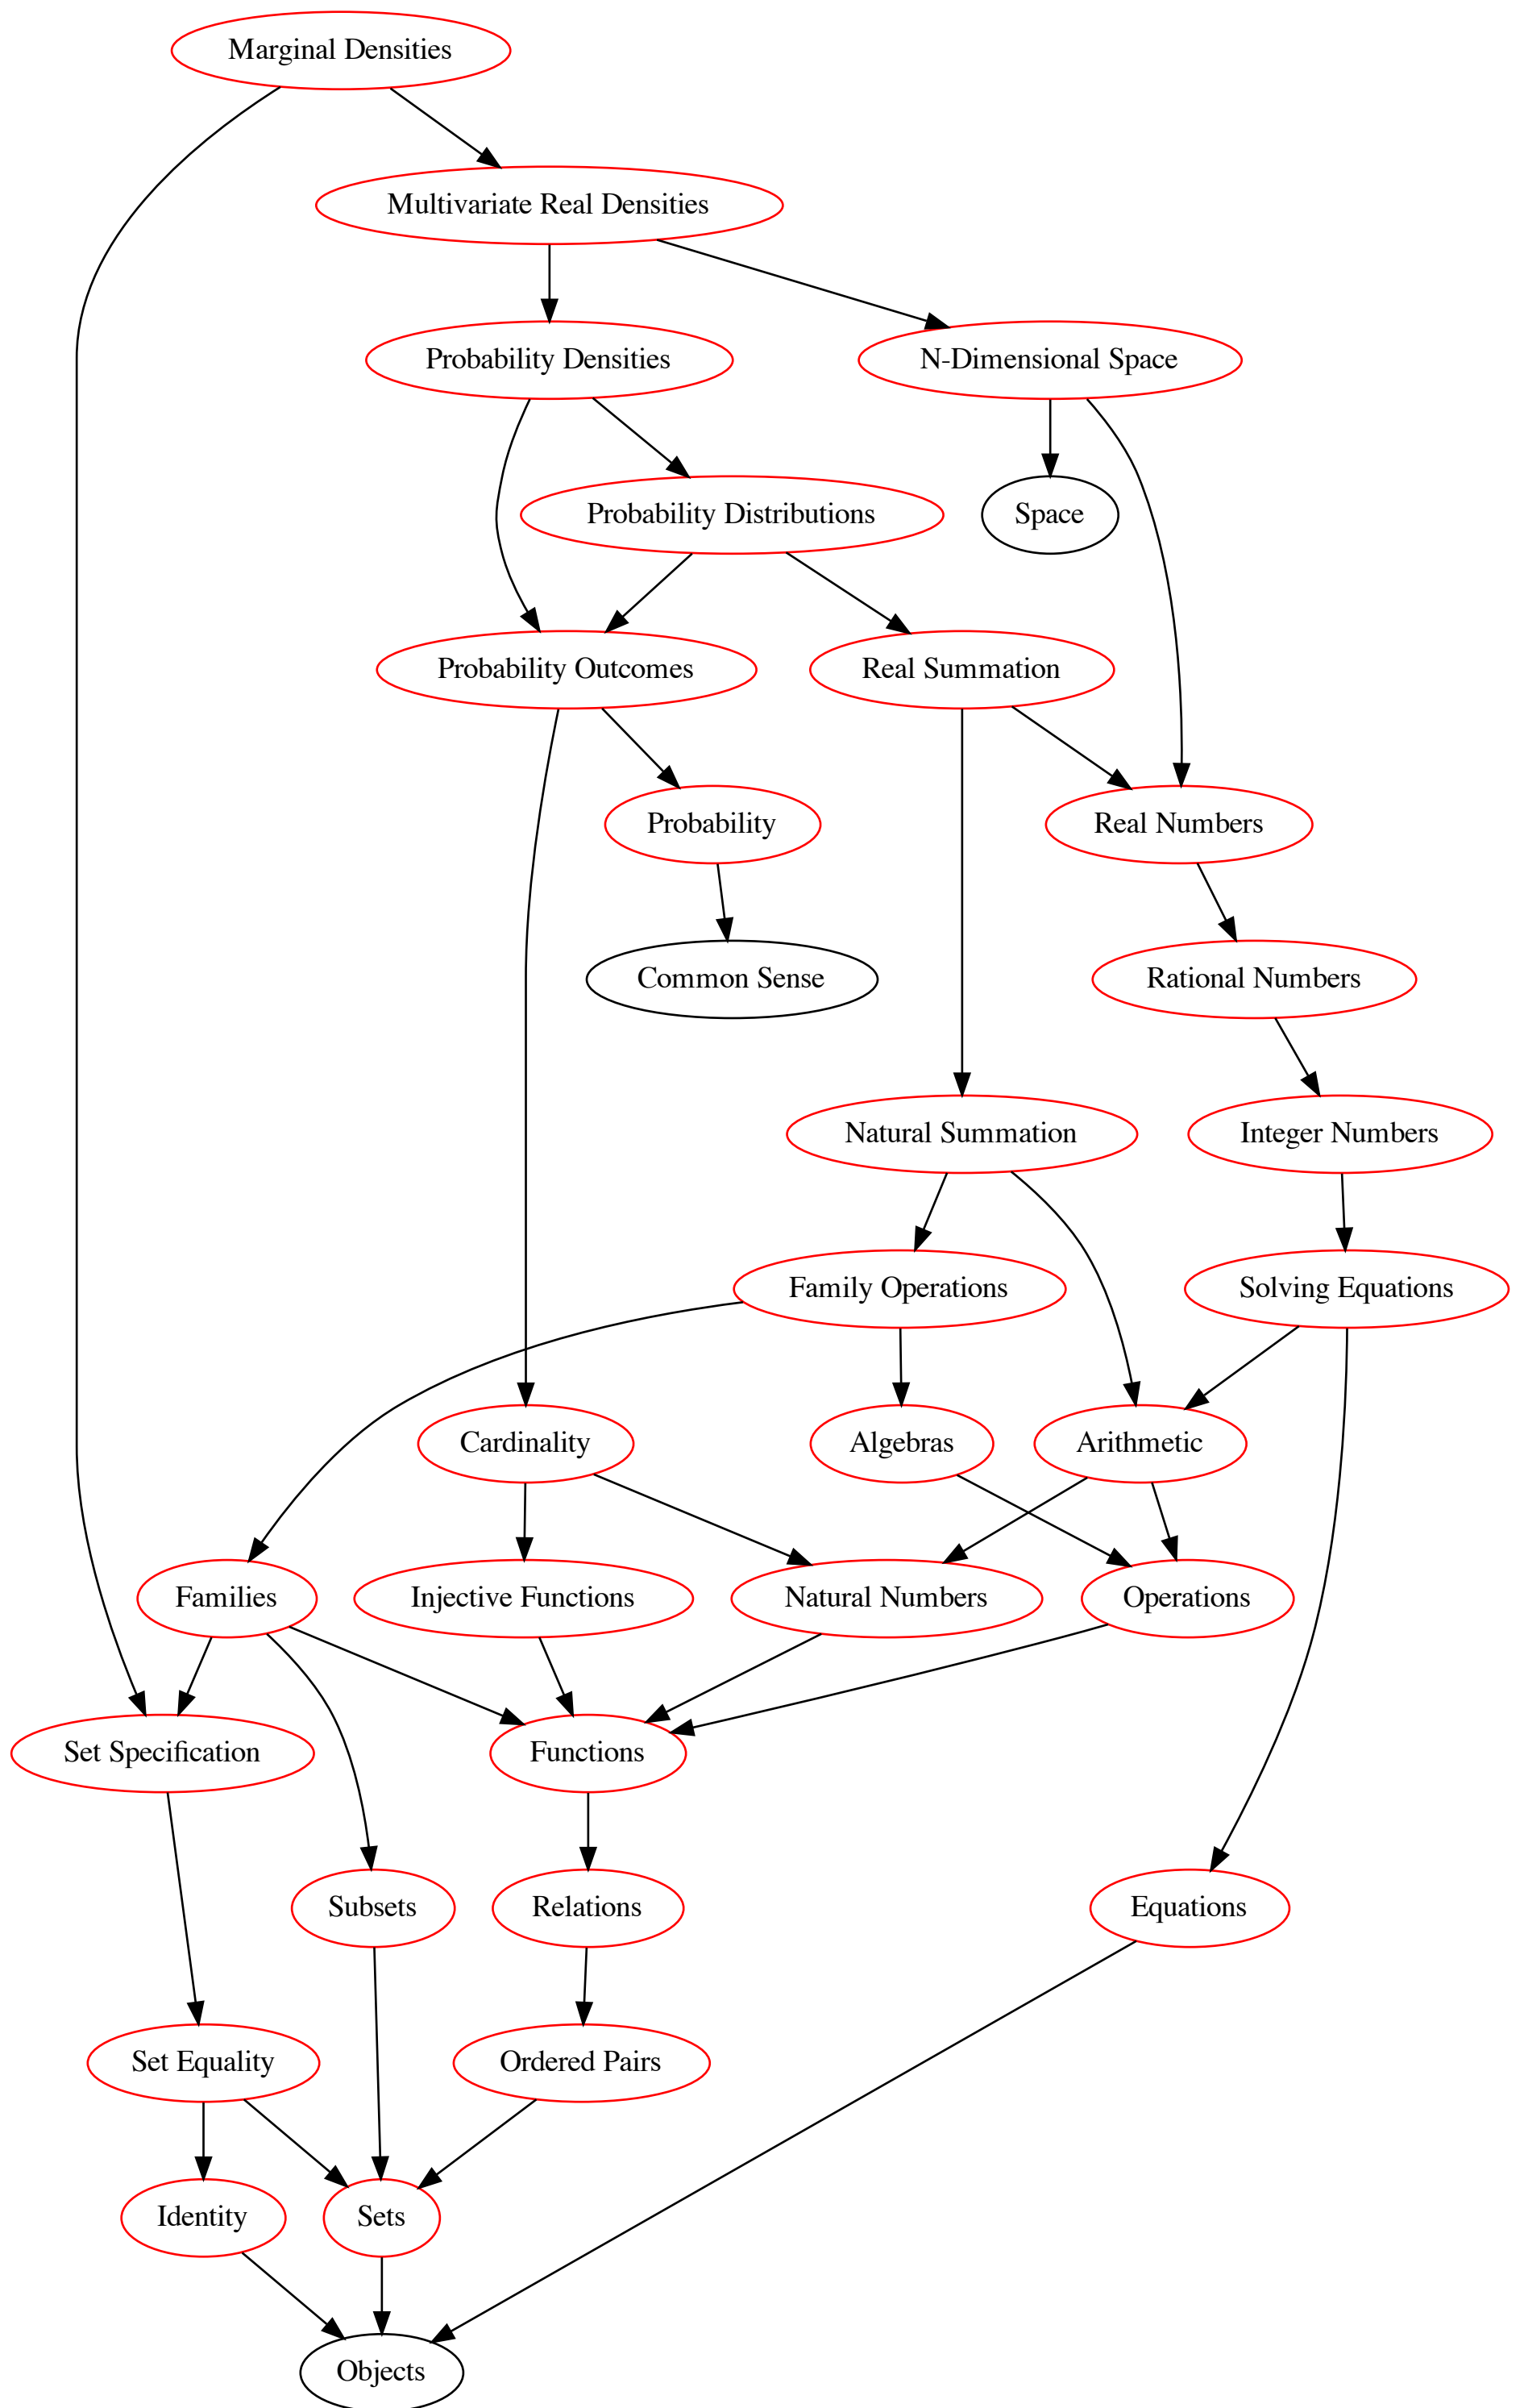 Marginal Densities
Multivariate Real Densities
Probability Densities
N-Dimensional Space
Probability Distributions
Space
Probability Outcomes
Real Summation
Probability
Real Numbers
Common Sense
Rational Numbers
Natural Summation
Integer Numbers
Family Operations
Solving Equations
Cardinality
Algebras
Arithmetic
Families
Injective Functions
Natural Numbers
Operations
Set Specification
Functions
Subsets
Relations
Equations
Set Equality
Ordered Pairs
Identity
Sets
Objects